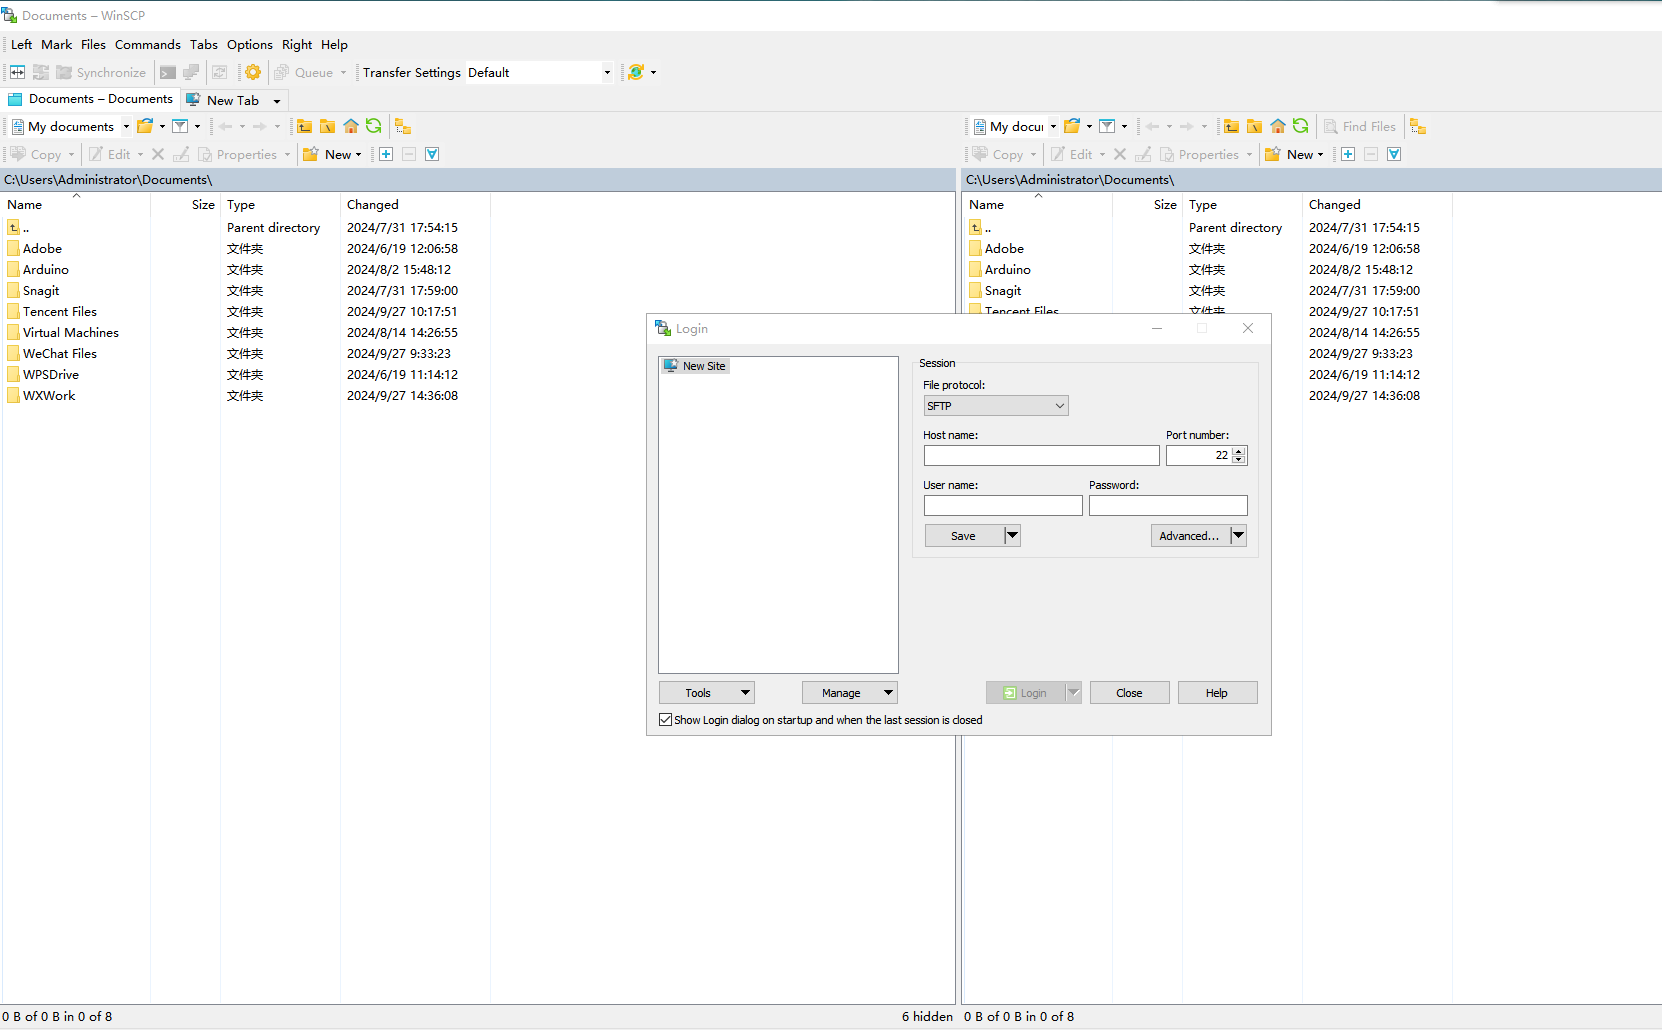 Documents – WinSCP
Left Mark Files Commands Tabs Options Right Help
Synchronize Queue Transfer Settings Default
Documents – Documents New Tab
My documents
Copy Edit Properties New
C:\Users\Administrator\Documents\
Name Size Type Changed
.. Parent directory 2024/7/31 17:54:15
Adobe 文件夹 2024/6/19 12:06:58
Arduino 文件夹 2024/8/2 15:48:12
Snagit 文件夹 2024/7/31 17:59:00
Tencent Files 文件夹 2024/9/27 10:17:51
Virtual Machines 文件夹 2024/8/14 14:26:55
WeChat Files 文件夹 2024/9/27 9:33:23
WPSDrive 文件夹 2024/6/19 11:14:12
WXWork 文件夹 2024/9/27 14:36:08
0 B of 0 B in 0 of 8 6 hidden
My docu Find Files
Copy Edit Properties New
C:\Users\Administrator\Documents\
Name Size Type Changed
.. Parent directory 2024/7/31 17:54:15
Adobe 文件夹 2024/6/19 12:06:58
Arduino 文件夹 2024/8/2 15:48:12
Snagit 文件夹 2024/7/31 17:59:00
Tencent Files 文件夹 2024/9/27 10:17:51
2024/8/14 14:26:55
2024/9/27 9:33:23
2024/6/19 11:14:12
2024/9/27 14:36:08
0 B of 0 B in 0 of 8
Login
New Site
Session
File protocol:
SFTP
Host name: Port number:
22
User name: Password:
Save Advanced...
Tools Manage Login Close Help
Show Login dialog on startup and when the last session is closed